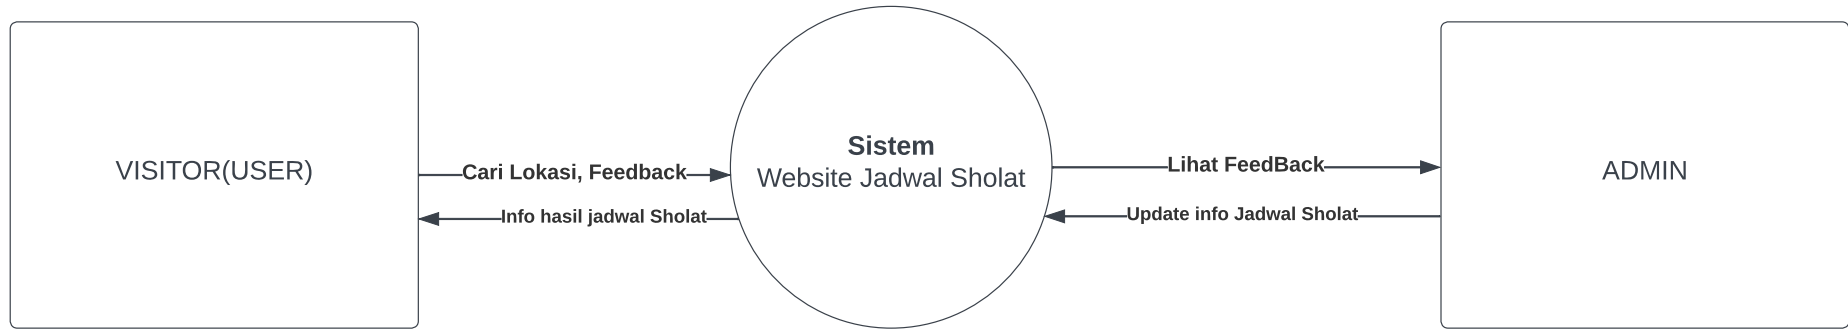 VISITOR(USER)
Cari Lokasi, Feedback
Info hasil jadwal Sholat
Sistem
Website Jadwal Sholat
Lihat FeedBack
Update info Jadwal Sholat
ADMIN